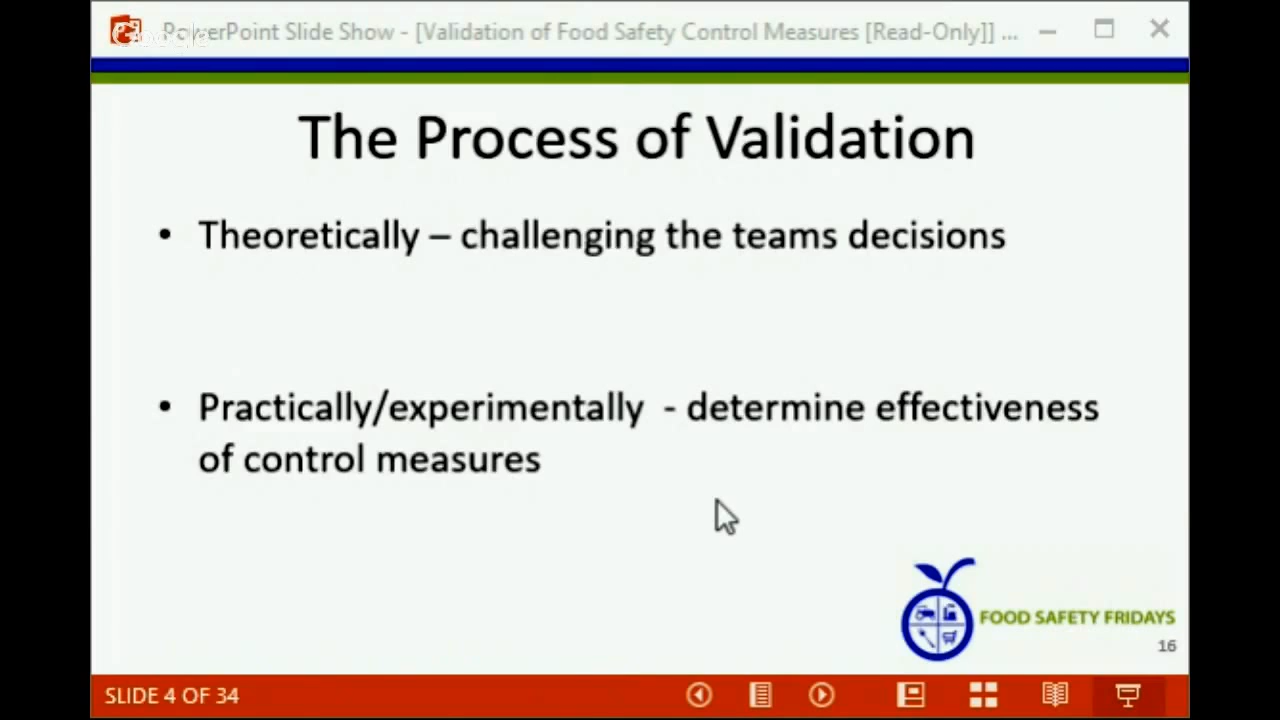 PowerPoint Slide Show - [Validation of Food Safety Control Measures [Read-Only]] ...
Google
The Process of Validation
• Theoretically – challenging the teams decisions
• Practically/experimentally - determine effectiveness
of control measures
FOOD SAFETY FRIDAYS
16
SLIDE 4 OF 34